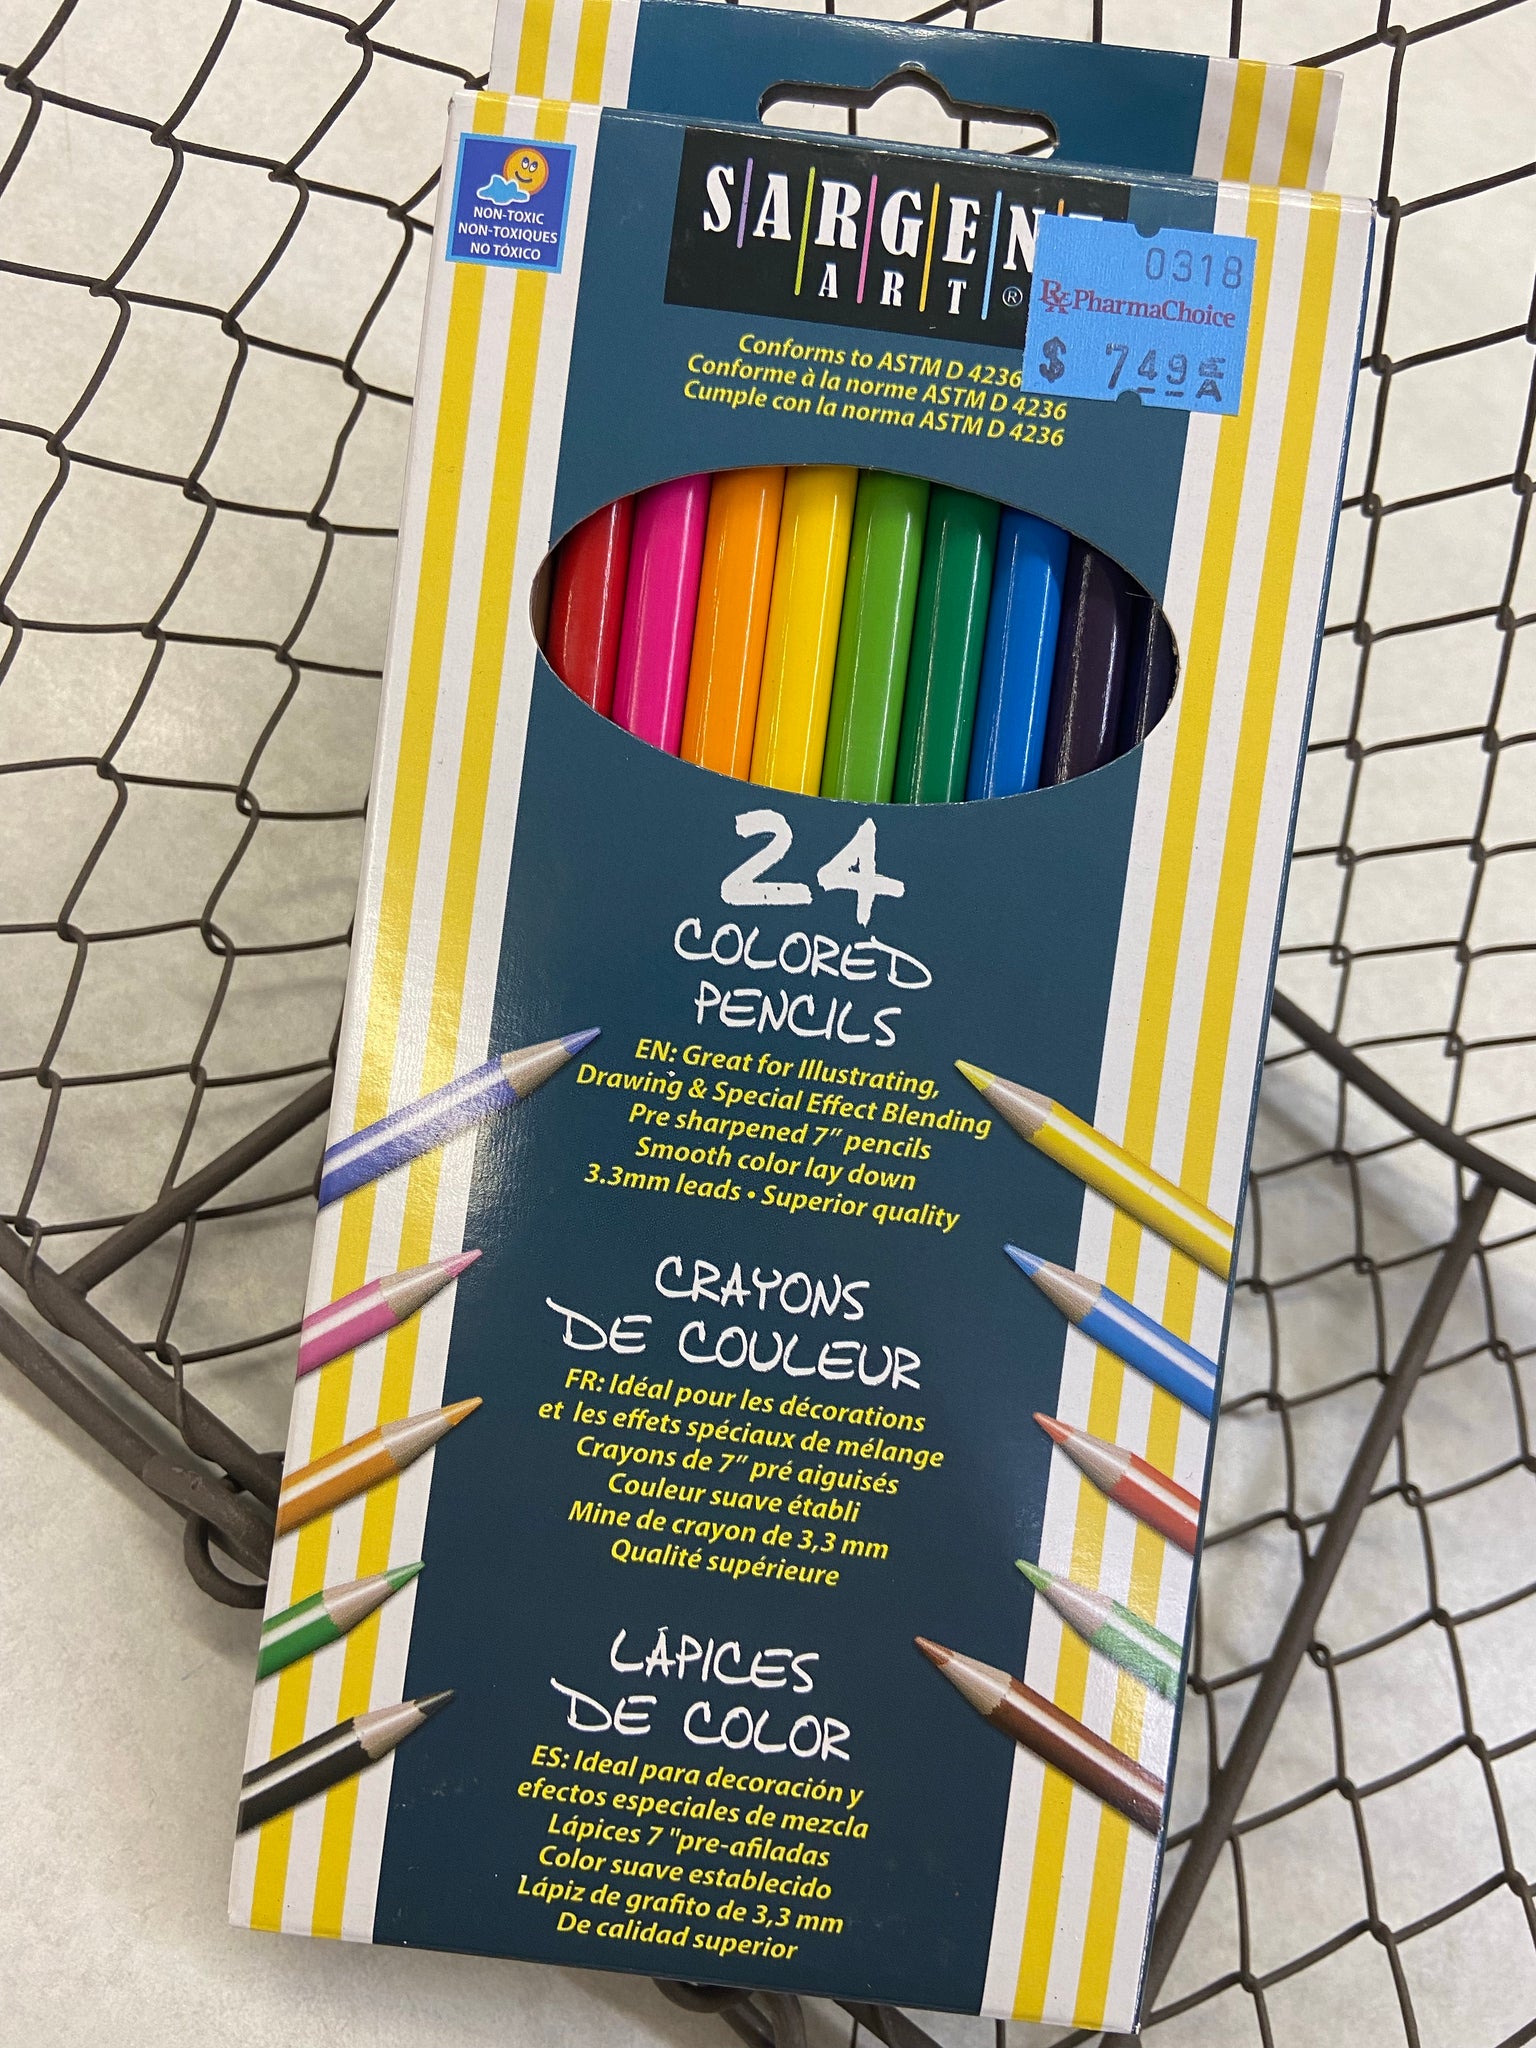 NON-TOXIC
NON-TOXIQUES
NO TÓXICO
SARGENT
ART®
0318
Rx PharmaChoice
$ 7.49 EA
Conforms to ASTM D 4236
Conforme à la norme ASTM D 4236
Cumple con la norma ASTM D 4236
24
COLORED
PENCILS
EN: Great for Illustrating,
Drawing & Special Effect Blending
Pre sharpened 7" pencils
Smooth color lay down
3.3mm leads • Superior quality
CRAYONS
DE COULEUR
FR: Idéal pour les décorations
et les effets spéciaux de mélange
Crayons de 7" pré aiguisés
Couleur suave établi
Mine de crayon de 3,3 mm
Qualité supérieure
LÁPICES
DE COLOR
ES: Ideal para decoración y
efectos especiales de mezcla
Lápices 7 "pre-afiladas
Color suave establecido
Lápiz de grafito de 3,3 mm
De calidad superior